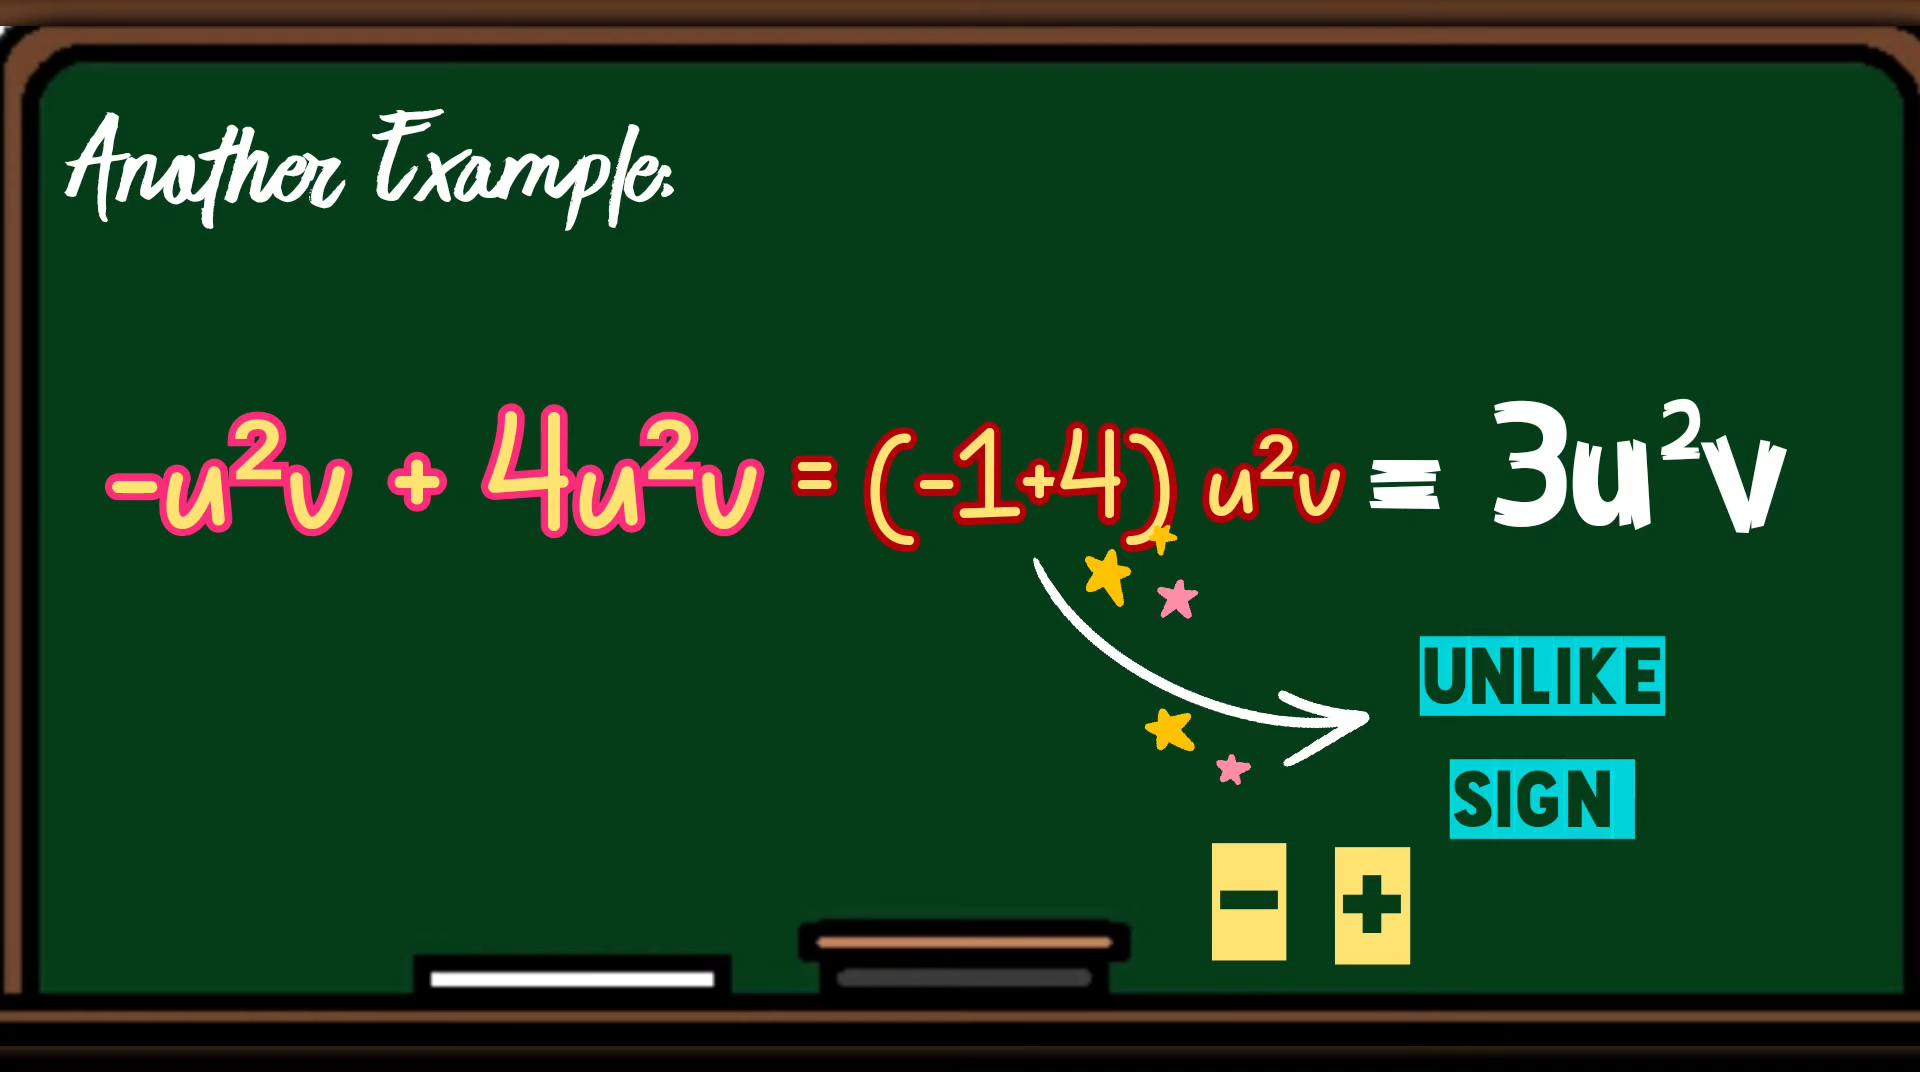 Another Example:
-u²v + 4u²v = (-1+4) u²v = 3u²v
UNLIKE
SIGN
- +